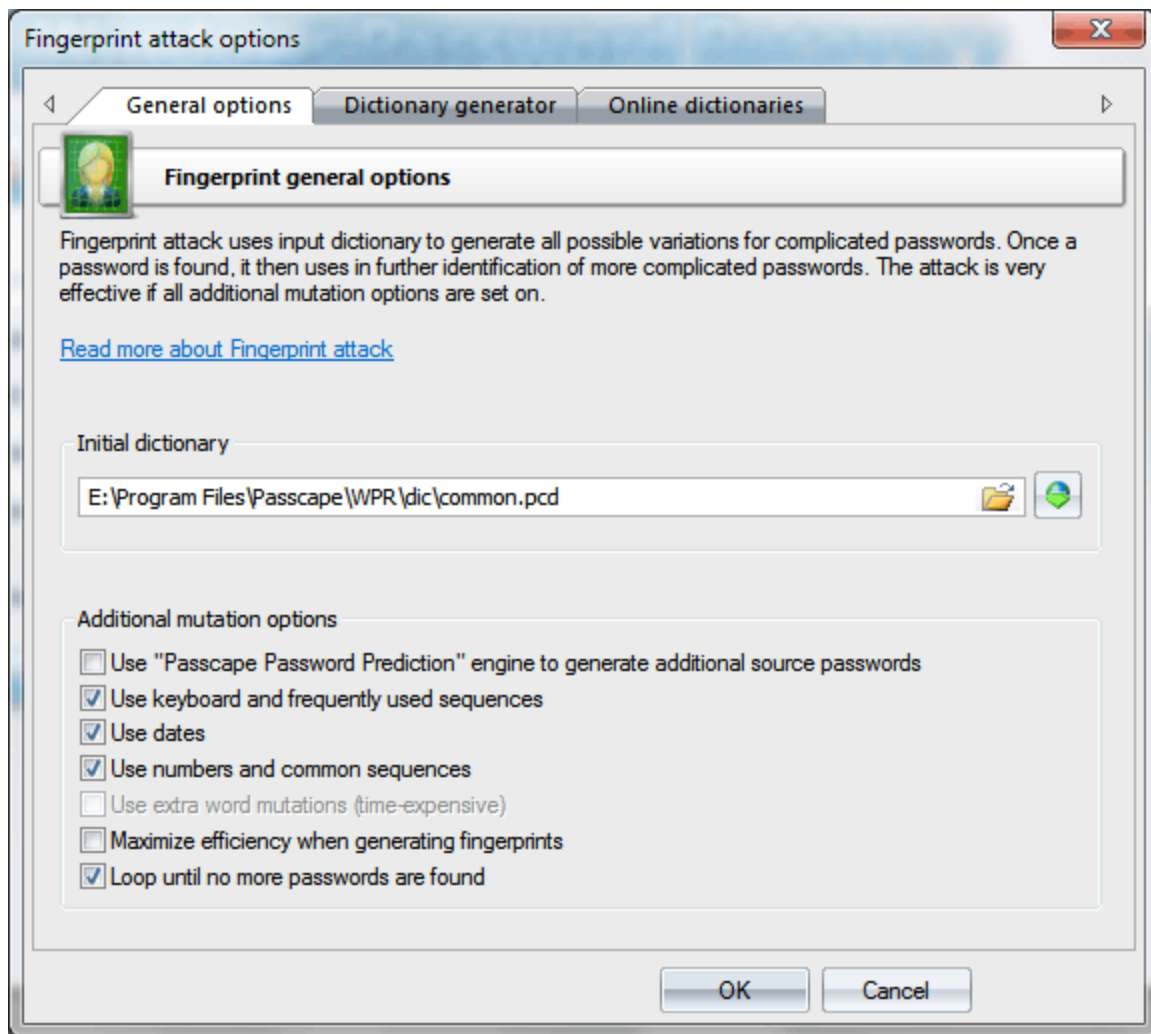 Fingerprint attack options
General options
Dictionary generator
Online dictionaries
Fingerprint general options
Fingerprint attack uses input dictionary to generate all possible variations for complicated passwords. Once a
password is found, it then uses in further identification of more complicated passwords. The attack is very
effective if all additional mutation options are set on.
Read more about Fingerprint attack
Initial dictionary
E:\Program Files\Passcape\WPR\dic\common.pcd
Additional mutation options
Use "Passcape Password Prediction" engine to generate additional source passwords
Use keyboard and frequently used sequences
Use dates
Use numbers and common sequences
Use extra word mutations (time-expensive)
Maximize efficiency when generating fingerprints
Loop until no more passwords are found
OK
Cancel